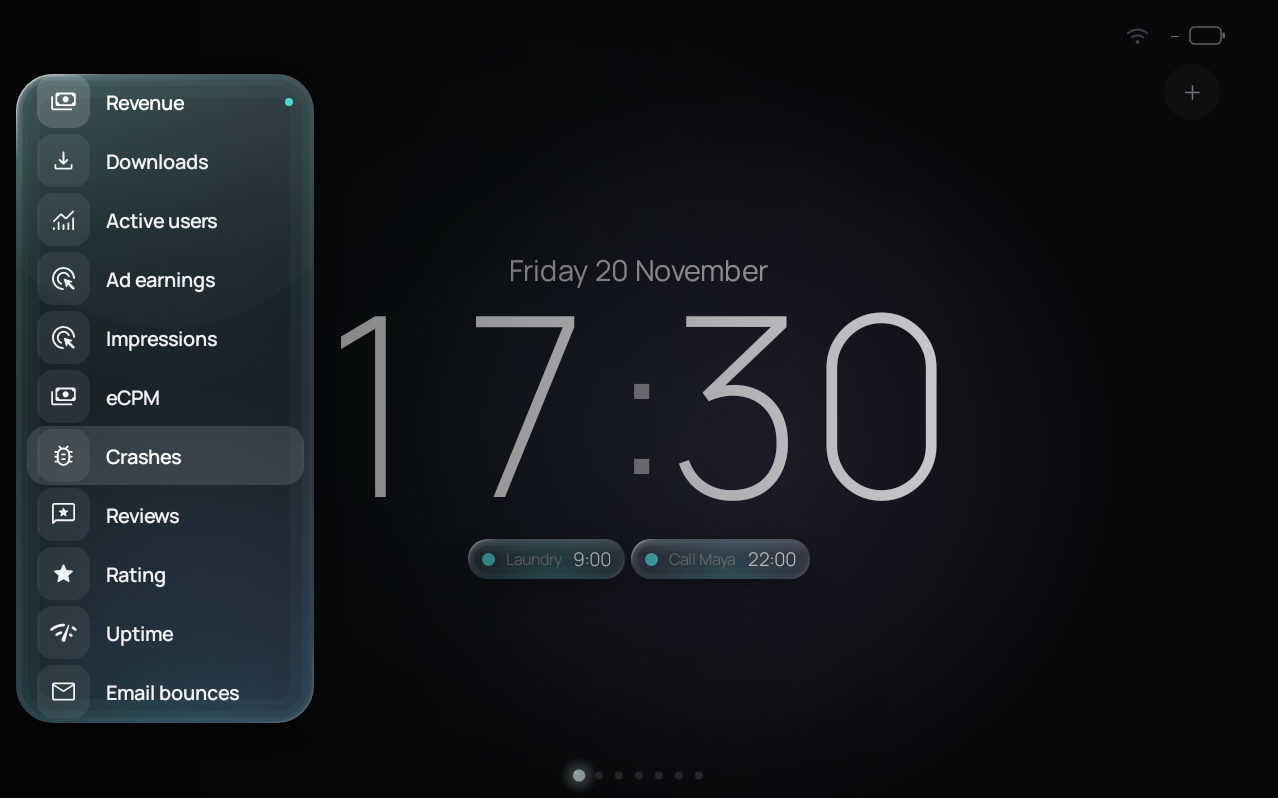 Revenue
Downloads
Active users
Ad earnings
Impressions
eCPM
Crashes
Reviews
Rating
Uptime
Email bounces
–
Friday 20 November
17:30
Laundry 9:00
Call Maya 22:00